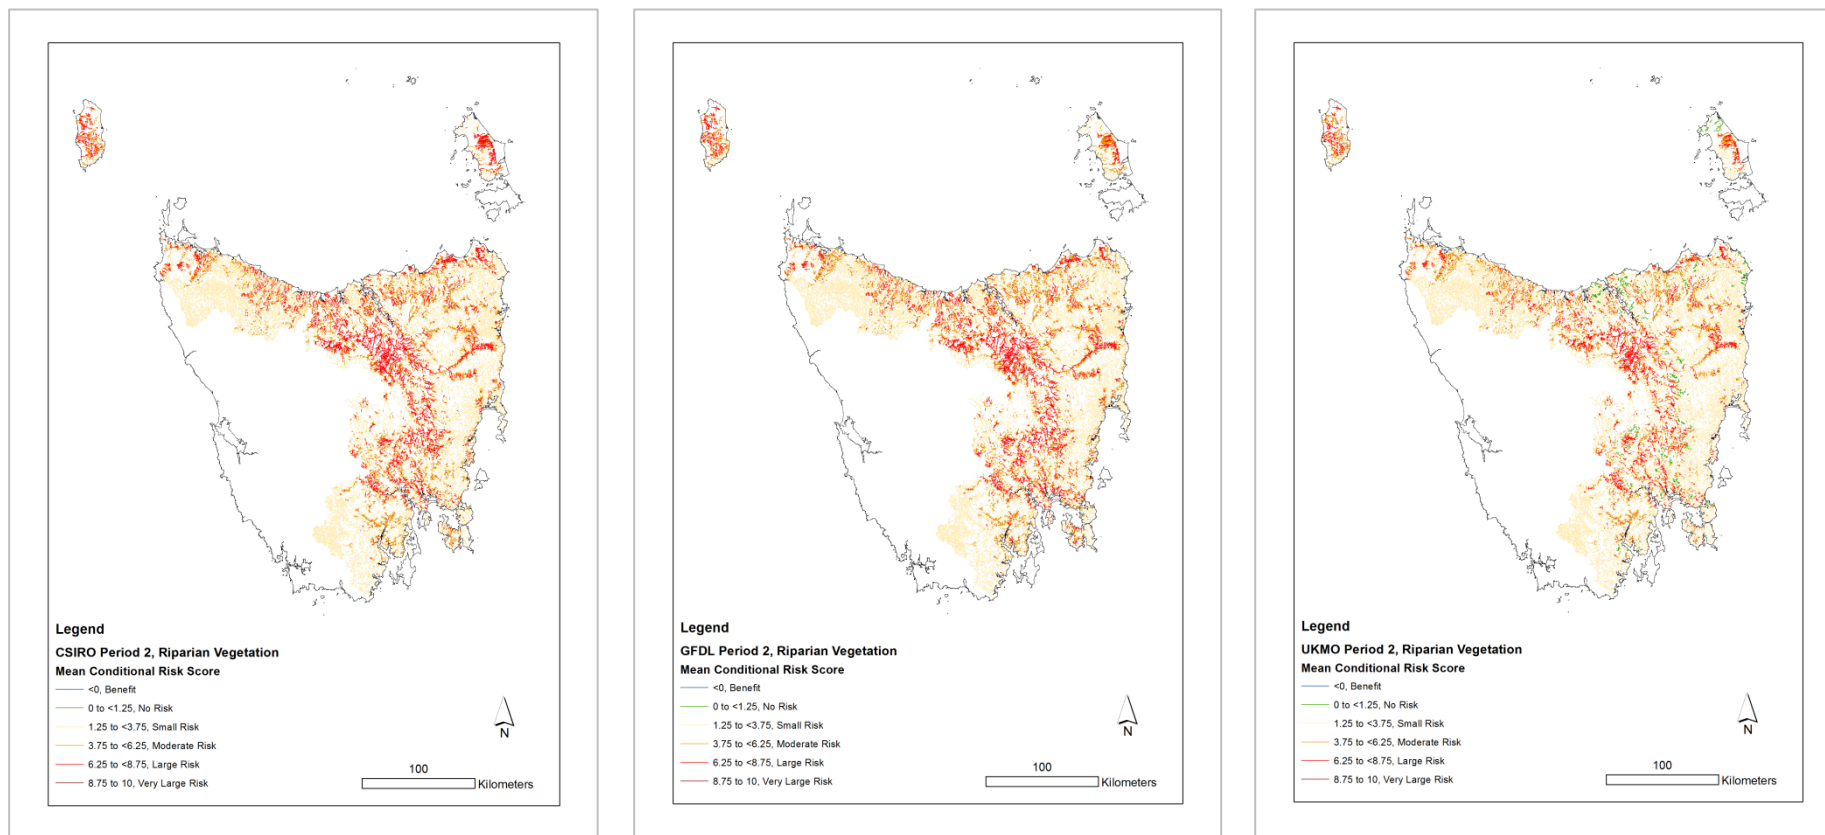 Legend
CSIRO Period 2, Riparian Vegetation
Mean Conditional Risk Score
<0, Benefit
0 to <1.25, No Risk
1.25 to <3.75, Small Risk
3.75 to <6.25, Moderate Risk
6.25 to <8.75, Large Risk
8.75 to 10, Very Large Risk
N
100
Kilometers
Legend
GFDL Period 2, Riparian Vegetation
Mean Conditional Risk Score
<0, Benefit
0 to <1.25, No Risk
1.25 to <3.75, Small Risk
3.75 to <6.25, Moderate Risk
6.25 to <8.75, Large Risk
8.75 to 10, Very Large Risk
N
100
Kilometers
Legend
UKMO Period 2, Riparian Vegetation
Mean Conditional Risk Score
<0, Benefit
0 to <1.25, No Risk
1.25 to <3.75, Small Risk
3.75 to <6.25, Moderate Risk
6.25 to <8.75, Large Risk
8.75 to 10, Very Large Risk
N
100
Kilometers